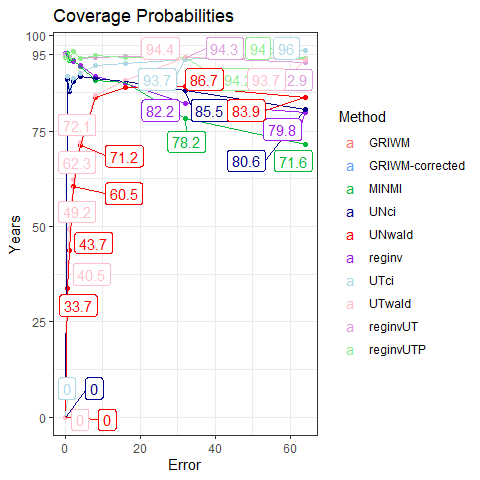 Coverage Probabilities
100
95
75
50
25
0
Years
0
20
40
60
Error
94.4
94.3
94
96
93.7
86.7
94.2
93.7
2.9
82.2
85.5
83.9
79.8
78.2
80.6
71.6
72.1
71.2
62.3
60.5
49.2
43.7
40.5
33.7
0
0
0
0
Method
a GRIWM
a GRIWM-corrected
a MINMI
a UNci
a UNwald
a reginv
a UTci
a UTwald
a reginvUT
a reginvUTP